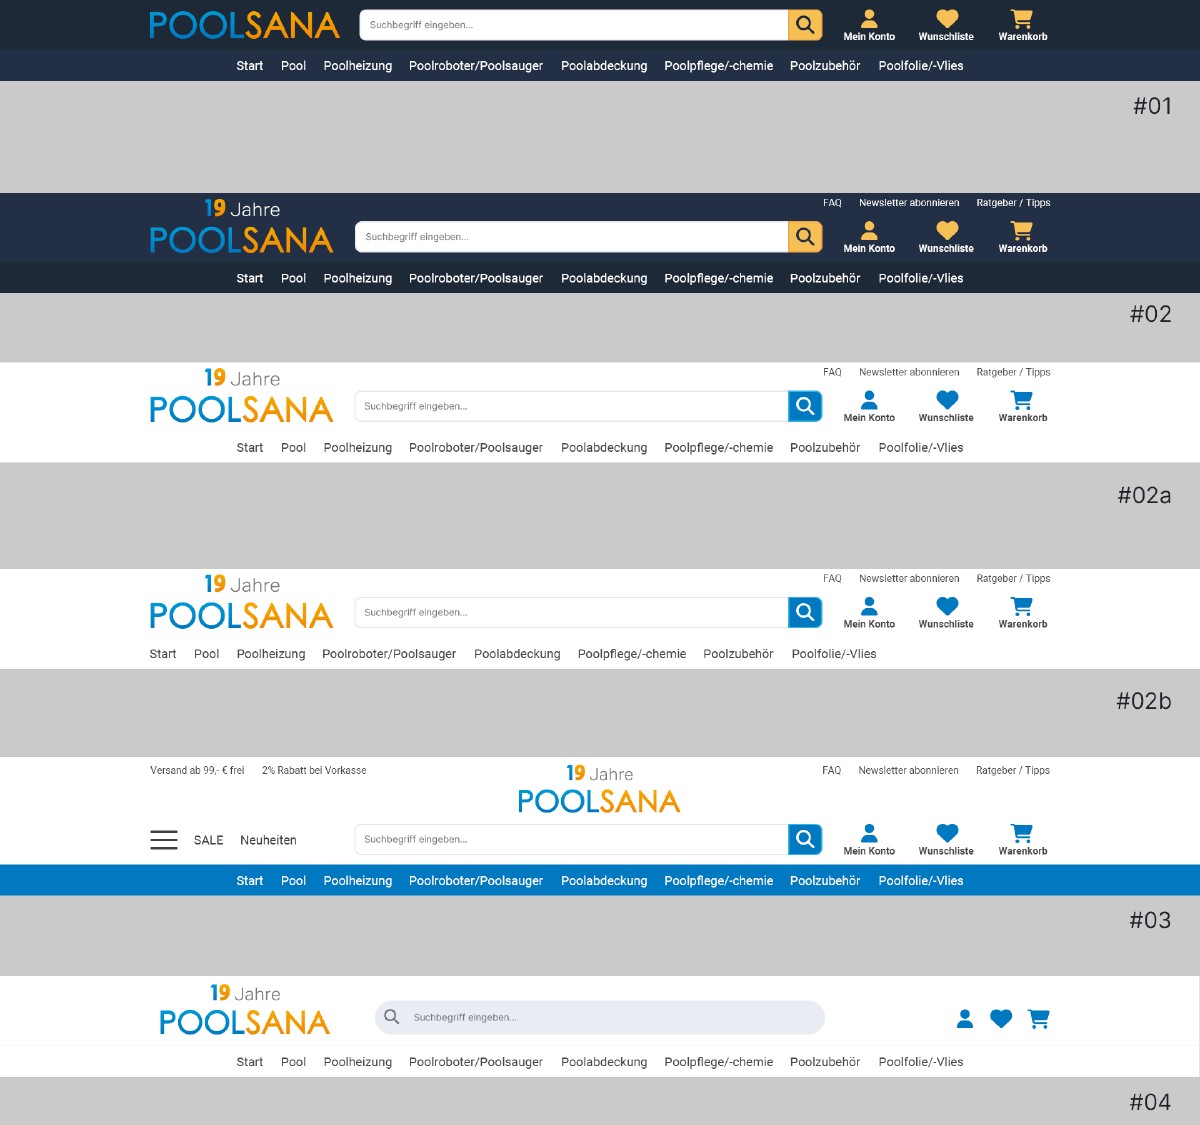 POOLSANA Suchbegriff eingeben... Mein Konto Wunschliste Warenkorb
Start Pool Poolheizung Poolroboter/Poolsauger Poolabdeckung Poolpflege/-chemie Poolzubehör Poolfolie/-Vlies
#01
19 Jahre FAQ Newsletter abonnieren Ratgeber / Tipps
POOLSANA Suchbegriff eingeben... Mein Konto Wunschliste Warenkorb
Start Pool Poolheizung Poolroboter/Poolsauger Poolabdeckung Poolpflege/-chemie Poolzubehör Poolfolie/-Vlies
#02
19 Jahre FAQ Newsletter abonnieren Ratgeber / Tipps
POOLSANA Suchbegriff eingeben... Mein Konto Wunschliste Warenkorb
Start Pool Poolheizung Poolroboter/Poolsauger Poolabdeckung Poolpflege/-chemie Poolzubehör Poolfolie/-Vlies
#02a
19 Jahre FAQ Newsletter abonnieren Ratgeber / Tipps
POOLSANA Suchbegriff eingeben... Mein Konto Wunschliste Warenkorb
Start Pool Poolheizung Poolroboter/Poolsauger Poolabdeckung Poolpflege/-chemie Poolzubehör Poolfolie/-Vlies
#02b
Versand ab 99,- € frei 2% Rabatt bei Vorkasse 19 Jahre FAQ Newsletter abonnieren Ratgeber / Tipps
POOLSANA
SALE Neuheiten Suchbegriff eingeben... Mein Konto Wunschliste Warenkorb
Start Pool Poolheizung Poolroboter/Poolsauger Poolabdeckung Poolpflege/-chemie Poolzubehör Poolfolie/-Vlies
#03
19 Jahre
POOLSANA Suchbegriff eingeben...
Start Pool Poolheizung Poolroboter/Poolsauger Poolabdeckung Poolpflege/-chemie Poolzubehör Poolfolie/-Vlies
#04